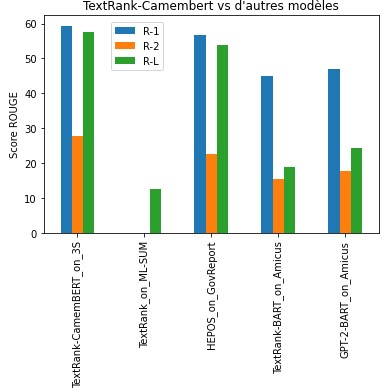 TextRank-Camembert vs d'autres modèles
R-1
R-2
R-L
Score ROUGE
60
50
40
30
20
10
0
TextRank-CamemBERT_on_3S
TextRank_on_ML-SUM
HEPOS_on_GovReport
TextRank-BART_on_Amicus
GPT-2-BART_on_Amicus